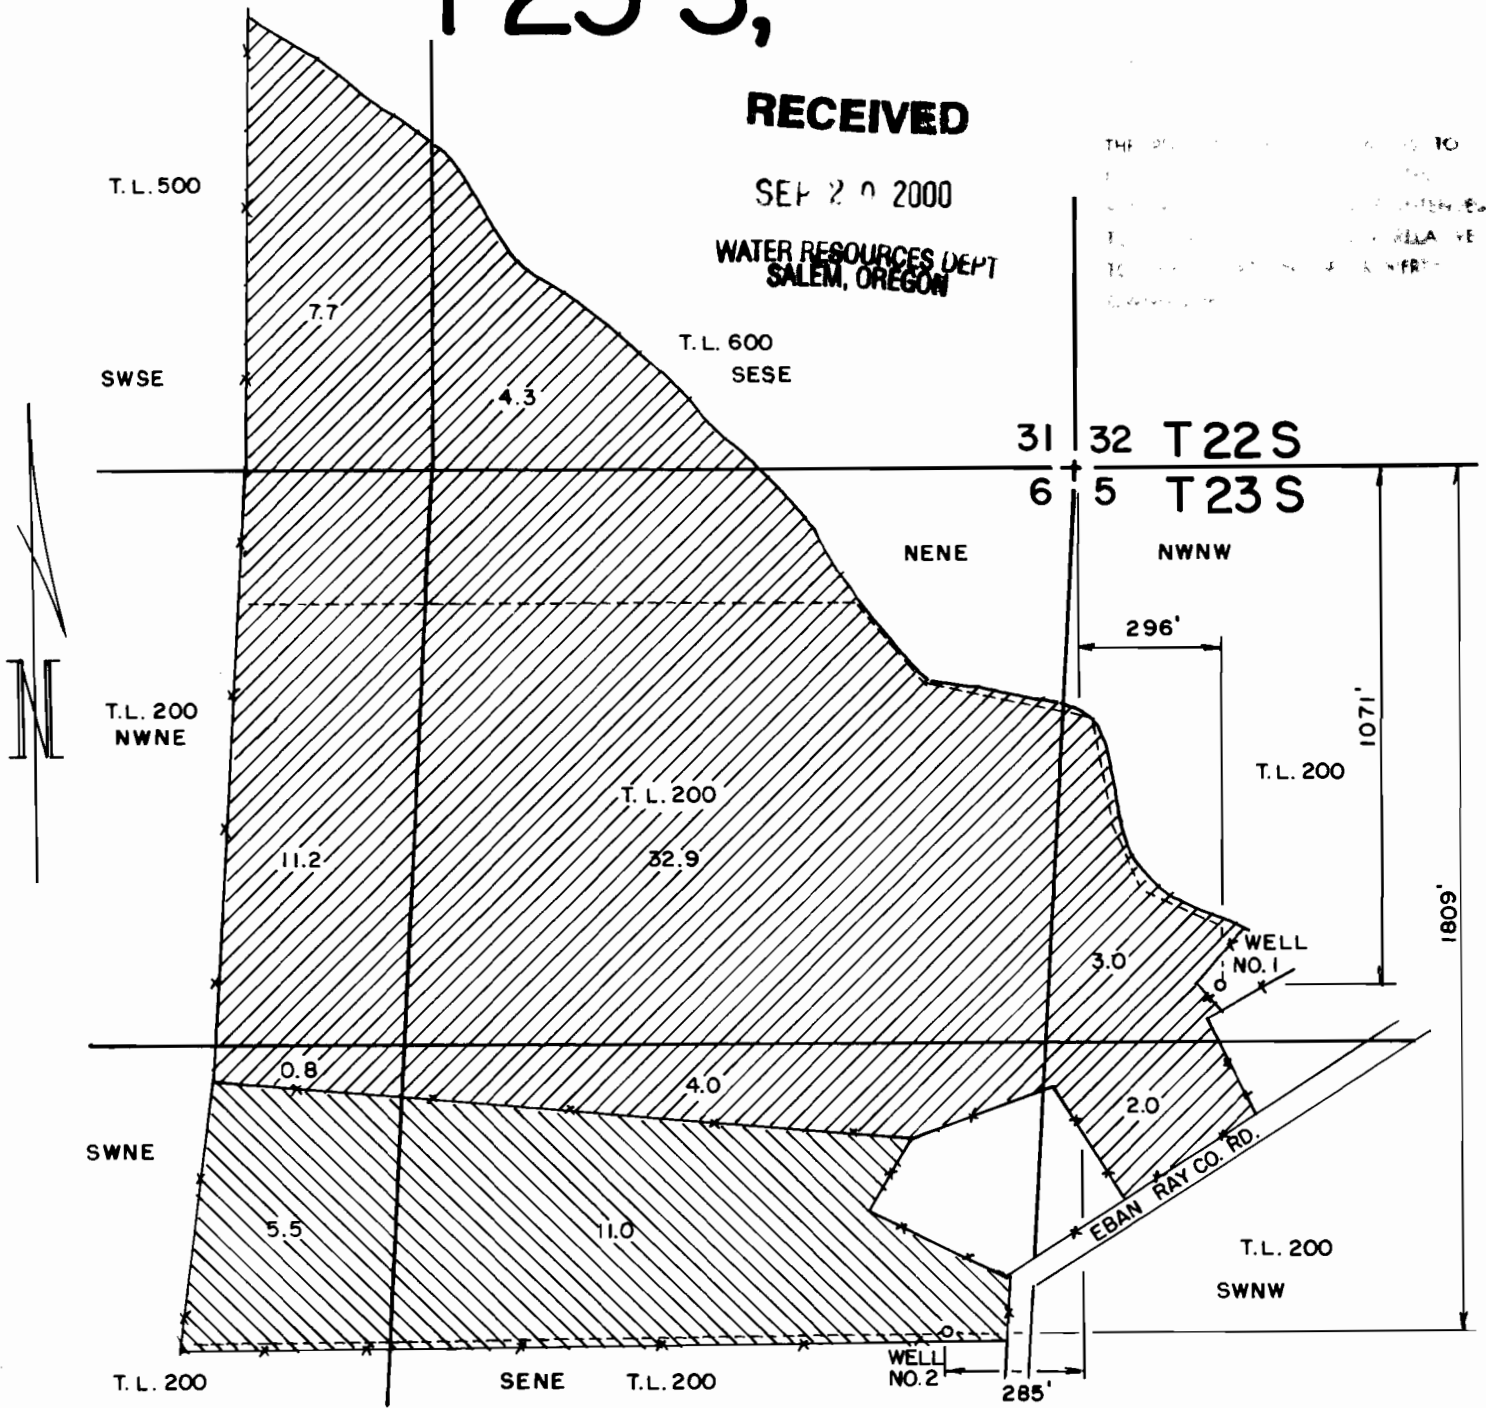 T 23 S,
RECEIVED
SEP 2 0 2000
WATER RESOURCES DEPT
SALEM, OREGON
THE TO
T.L. 500
7.7
T.L. 600
SESE
SWSE
4.3
31 32 T 22 S
6 5 T 23 S
NENE
NWNW
296'
1071'
N
T.L. 200
NWNE
T.L. 200
T.L. 200
11.2
32.9
1809'
WELL
NO. 1
3.0
0.8
4.0
2.0
SWNE
EBAN RAY CO. RD.
5.5
11.0
T.L. 200
SWNW
WELL
NO. 2
285'
T.L. 200
SENE T.L. 200